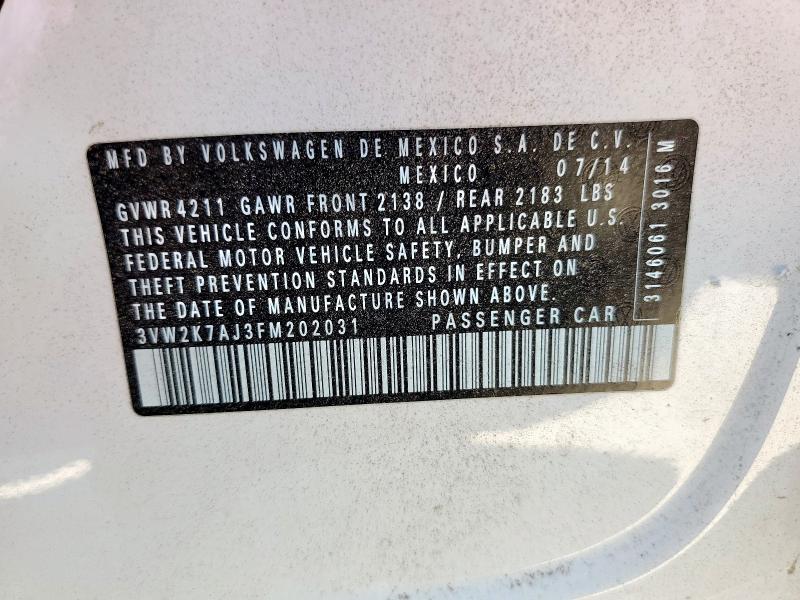 MFD BY VOLKSWAGEN DE MEXICO S.A. DE C.V.
MEXICO 07/14
GVWR 4211 GAWR FRONT 2138 / REAR 2183 LBS
THIS VEHICLE CONFORMS TO ALL APPLICABLE U.S.
FEDERAL MOTOR VEHICLE SAFETY, BUMPER AND
THEFT PREVENTION STANDARDS IN EFFECT ON
THE DATE OF MANUFACTURE SHOWN ABOVE.
3VW2K7AJ3FM202031 PASSENGER CAR
3146061 3016 M